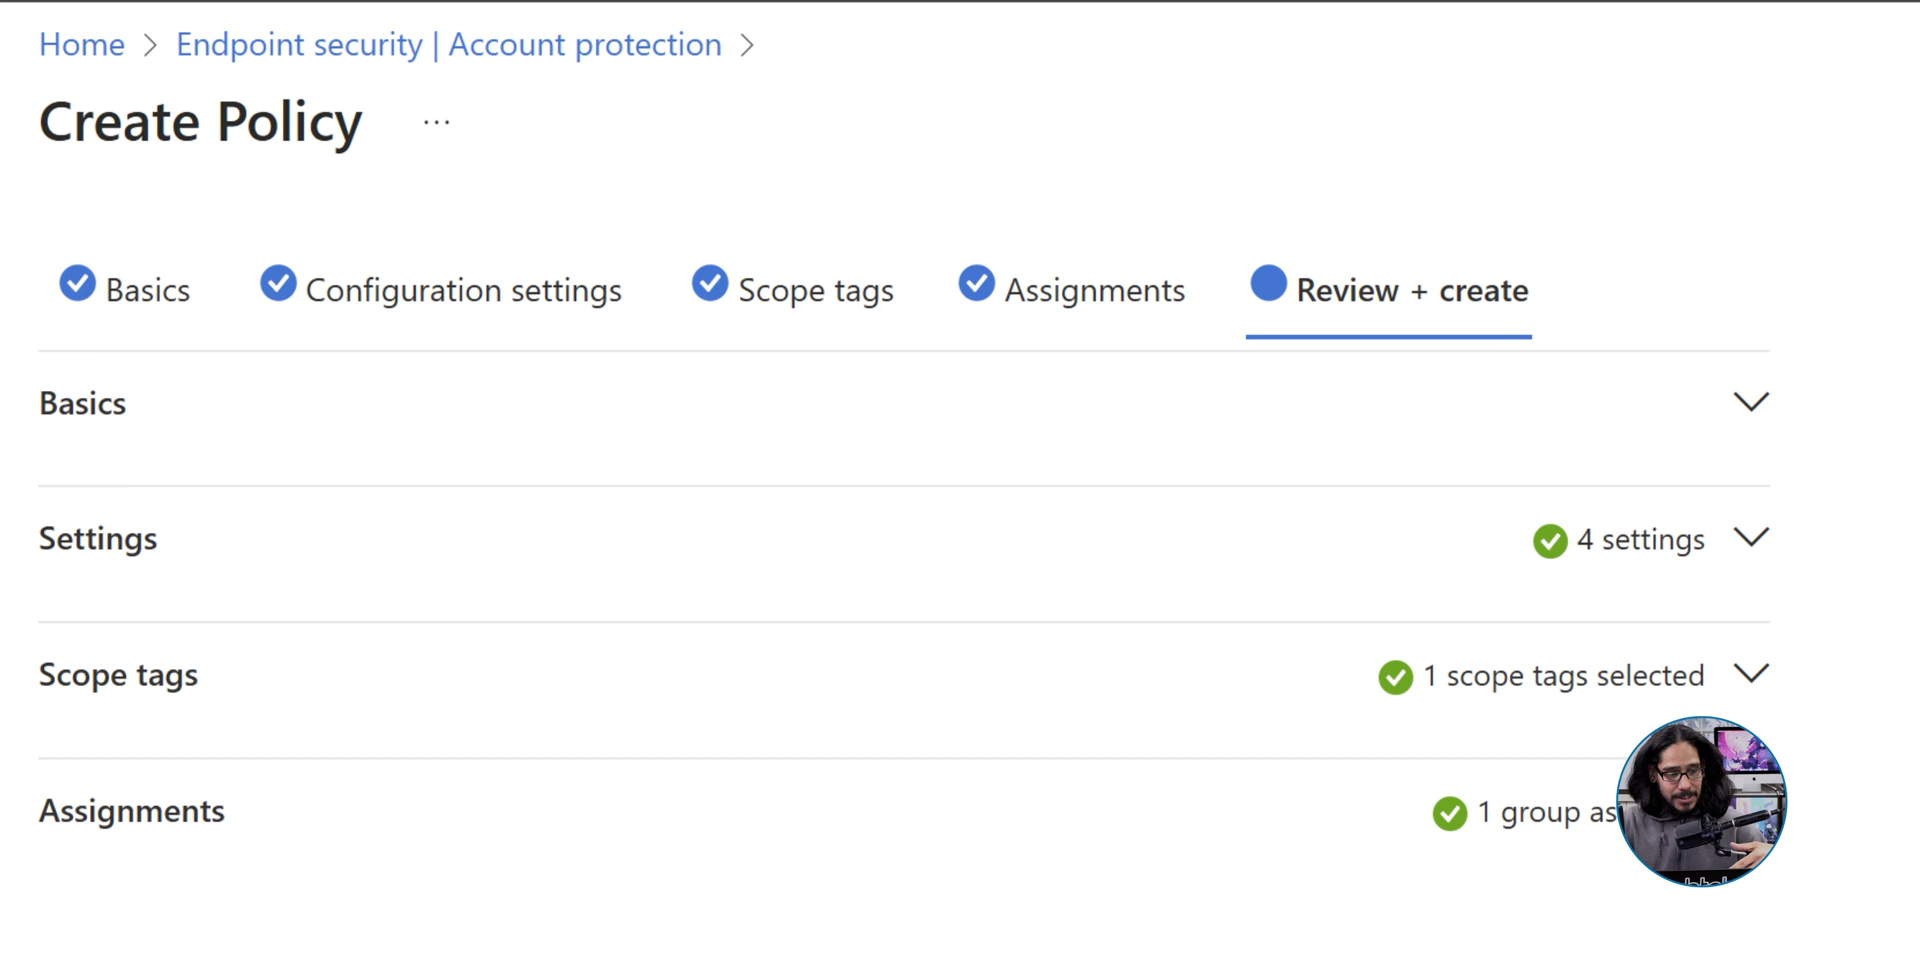 Home > Endpoint security | Account protection >
Create Policy ...
Basics Configuration settings Scope tags Assignments Review + create
Basics
Settings 4 settings
Scope tags 1 scope tags selected
Assignments 1 group as